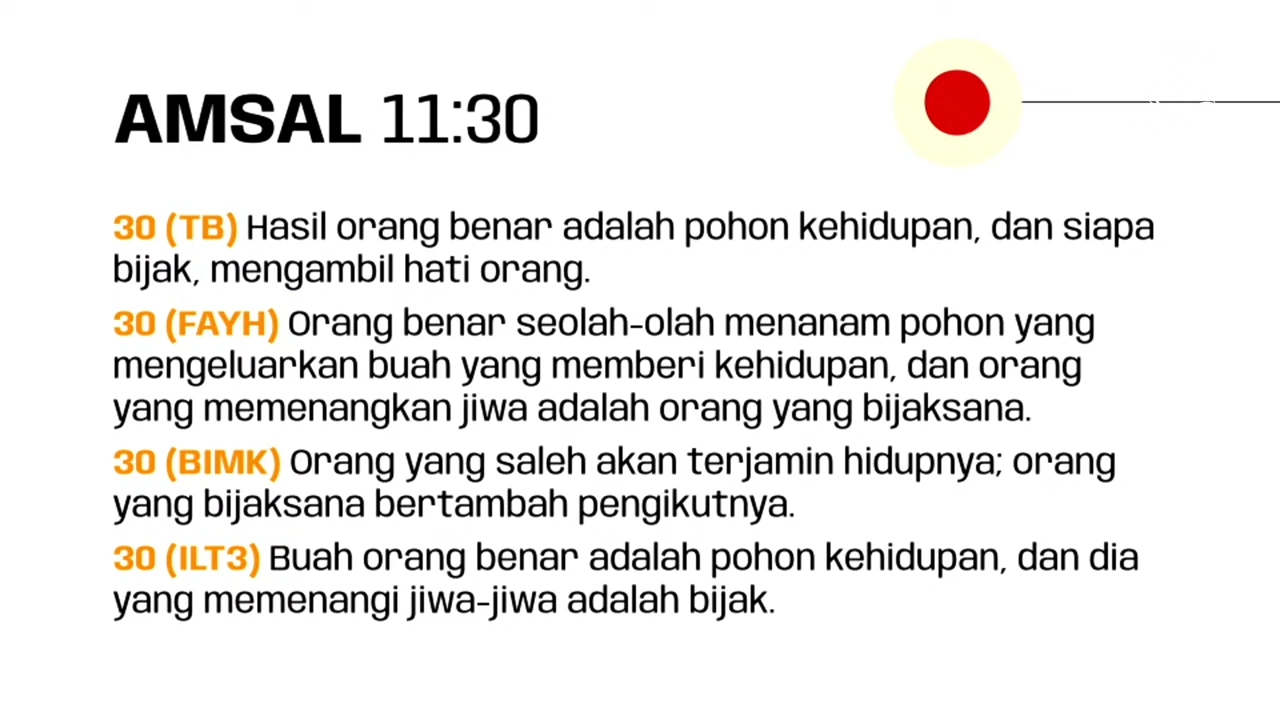 AMSAL 11:30
30 (TB) Hasil orang benar adalah pohon kehidupan, dan siapa
bijak, mengambil hati orang.
30 (FAYH) Orang benar seolah-olah menanam pohon yang
mengeluarkan buah yang memberi kehidupan, dan orang
yang memenangkan jiwa adalah orang yang bijaksana.
30 (BIMK) Orang yang saleh akan terjamin hidupnya; orang
yang bijaksana bertambah pengikutnya.
30 (ILT3) Buah orang benar adalah pohon kehidupan, dan dia
yang memenangi jiwa-jiwa adalah bijak.